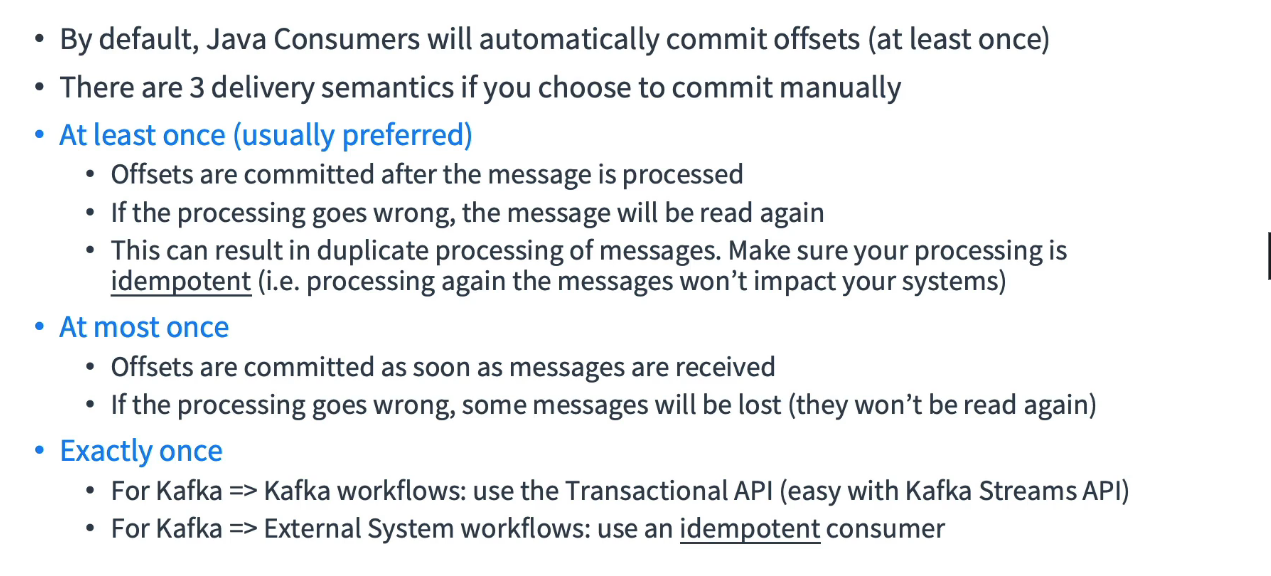 • By default, Java Consumers will automatically commit offsets (at least once)
• There are 3 delivery semantics if you choose to commit manually
• At least once (usually preferred)
• Offsets are committed after the message is processed
• If the processing goes wrong, the message will be read again
• This can result in duplicate processing of messages. Make sure your processing is
idempotent (i.e. processing again the messages won’t impact your systems)
• At most once
• Offsets are committed as soon as messages are received
• If the processing goes wrong, some messages will be lost (they won’t be read again)
• Exactly once
• For Kafka => Kafka workflows: use the Transactional API (easy with Kafka Streams API)
• For Kafka => External System workflows: use an idempotent consumer